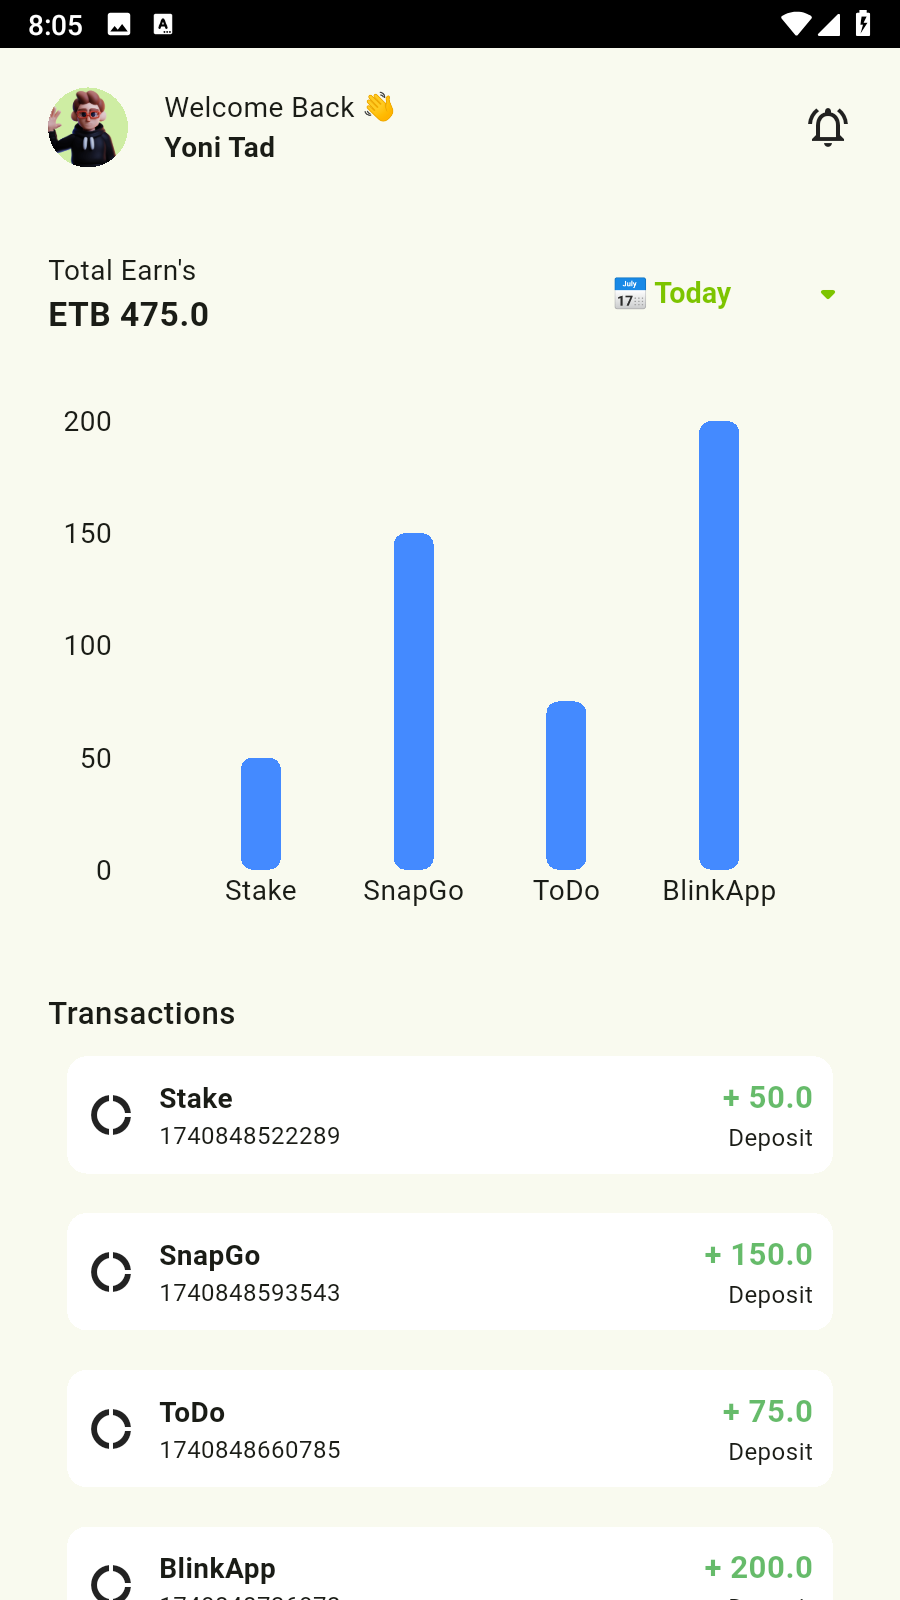 8:05
Welcome Back 👋
Yoni Tad
Total Earn's
ETB 475.0
July
17
Today
200
150
100
50
0
Stake SnapGo ToDo BlinkApp
Transactions
Stake + 50.0
1740848522289 Deposit
SnapGo + 150.0
1740848593543 Deposit
ToDo + 75.0
1740848660785 Deposit
BlinkApp + 200.0